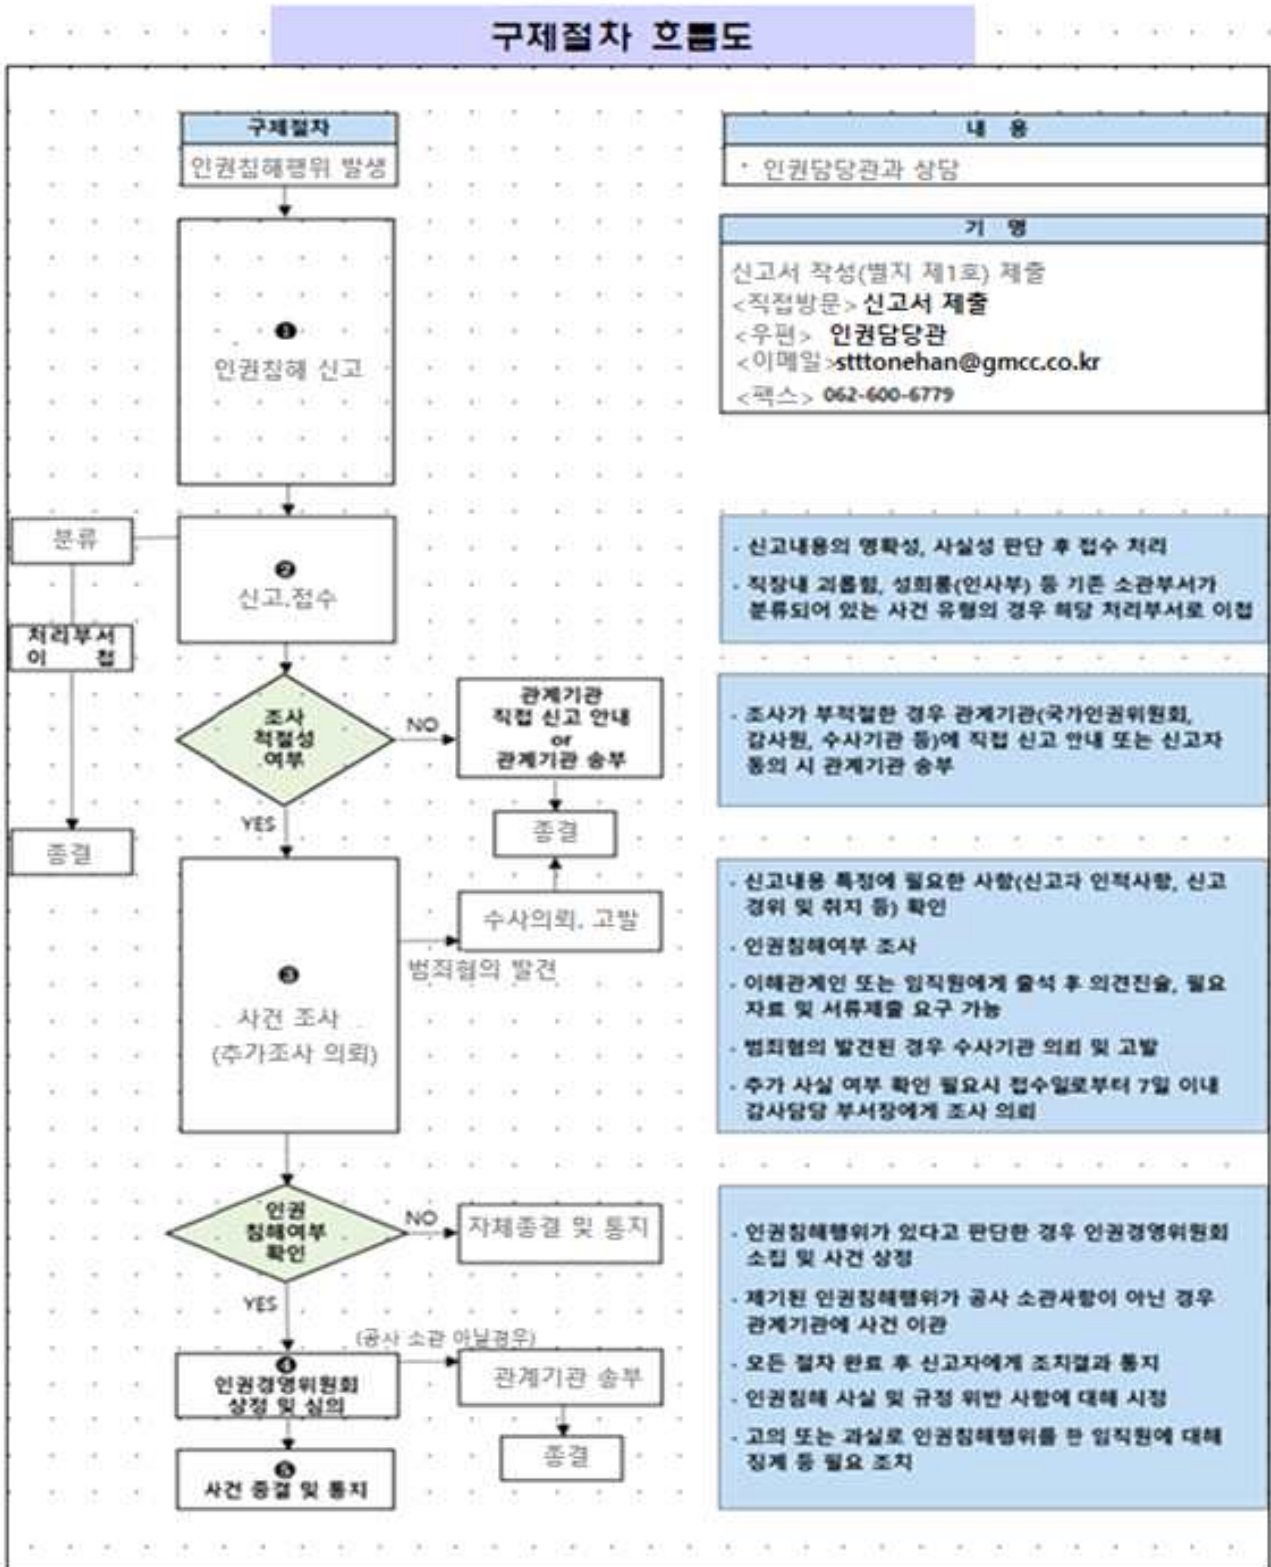 구제절차 흐름도
구제절차
인권침해행위 발생
내 용
· 인권담당관과 상담
기 명
신고서 작성(별지 제1호) 제출
<직접방문> 신고서 제출
<우편> 인권담당관
<이메일>stttonehan@gmcc.co.kr
<팩스> 062-600-6779
❶
인권침해 신고
분류
❷
신고.접수
처리부서
이 첩
종결
- 신고내용의 명확성, 사실성 판단 후 접수 처리
- 직장내 괴롭힘, 성희롱(인사부) 등 기존 소관부서가
분류되어 있는 사건 유형의 경우 해당 처리부서로 이첩
조사
적절성
여부
NO
YES
관계기관
직접 신고 안내
or
관계기관 송부
종결
- 조사가 부적절한 경우 관계기관(국가인권위원회,
감사원, 수사기관 등)에 직접 신고 안내 또는 신고자
동의 시 관계기관 송부
❸
사건 조사
(추가조사 의뢰)
수사의뢰, 고발
범죄혐의 발견
- 신고내용 특정에 필요한 사항(신고자 인적사항, 신고
경위 및 취지 등) 확인
- 인권침해여부 조사
- 이해관계인 또는 임직원에게 출석 후 의견진술, 필요
자료 및 서류제출 요구 가능
- 범죄혐의 발견된 경우 수사기관 의뢰 및 고발
- 추가 사실 여부 확인 필요시 접수일로부터 7일 이내
감사담당 부서장에게 조사 의뢰
인권
침해여부
확인
NO
자체종결 및 통지
YES
(공사 소관 아닐경우)
❹
인권경영위원회
상정 및 심의
관계기관 송부
종결
❺
사건 종결 및 통지
- 인권침해행위가 있다고 판단한 경우 인권경영위원회
소집 및 사건 상정
- 제기된 인권침해행위가 공사 소관사항이 아닌 경우
관계기관에 사건 이관
- 모든 절차 완료 후 신고자에게 조치결과 통지
- 인권침해 사실 및 규정 위반 사항에 대해 시정
- 고의 또는 과실로 인권침해행위를 한 임직원에 대해
징계 등 필요 조치